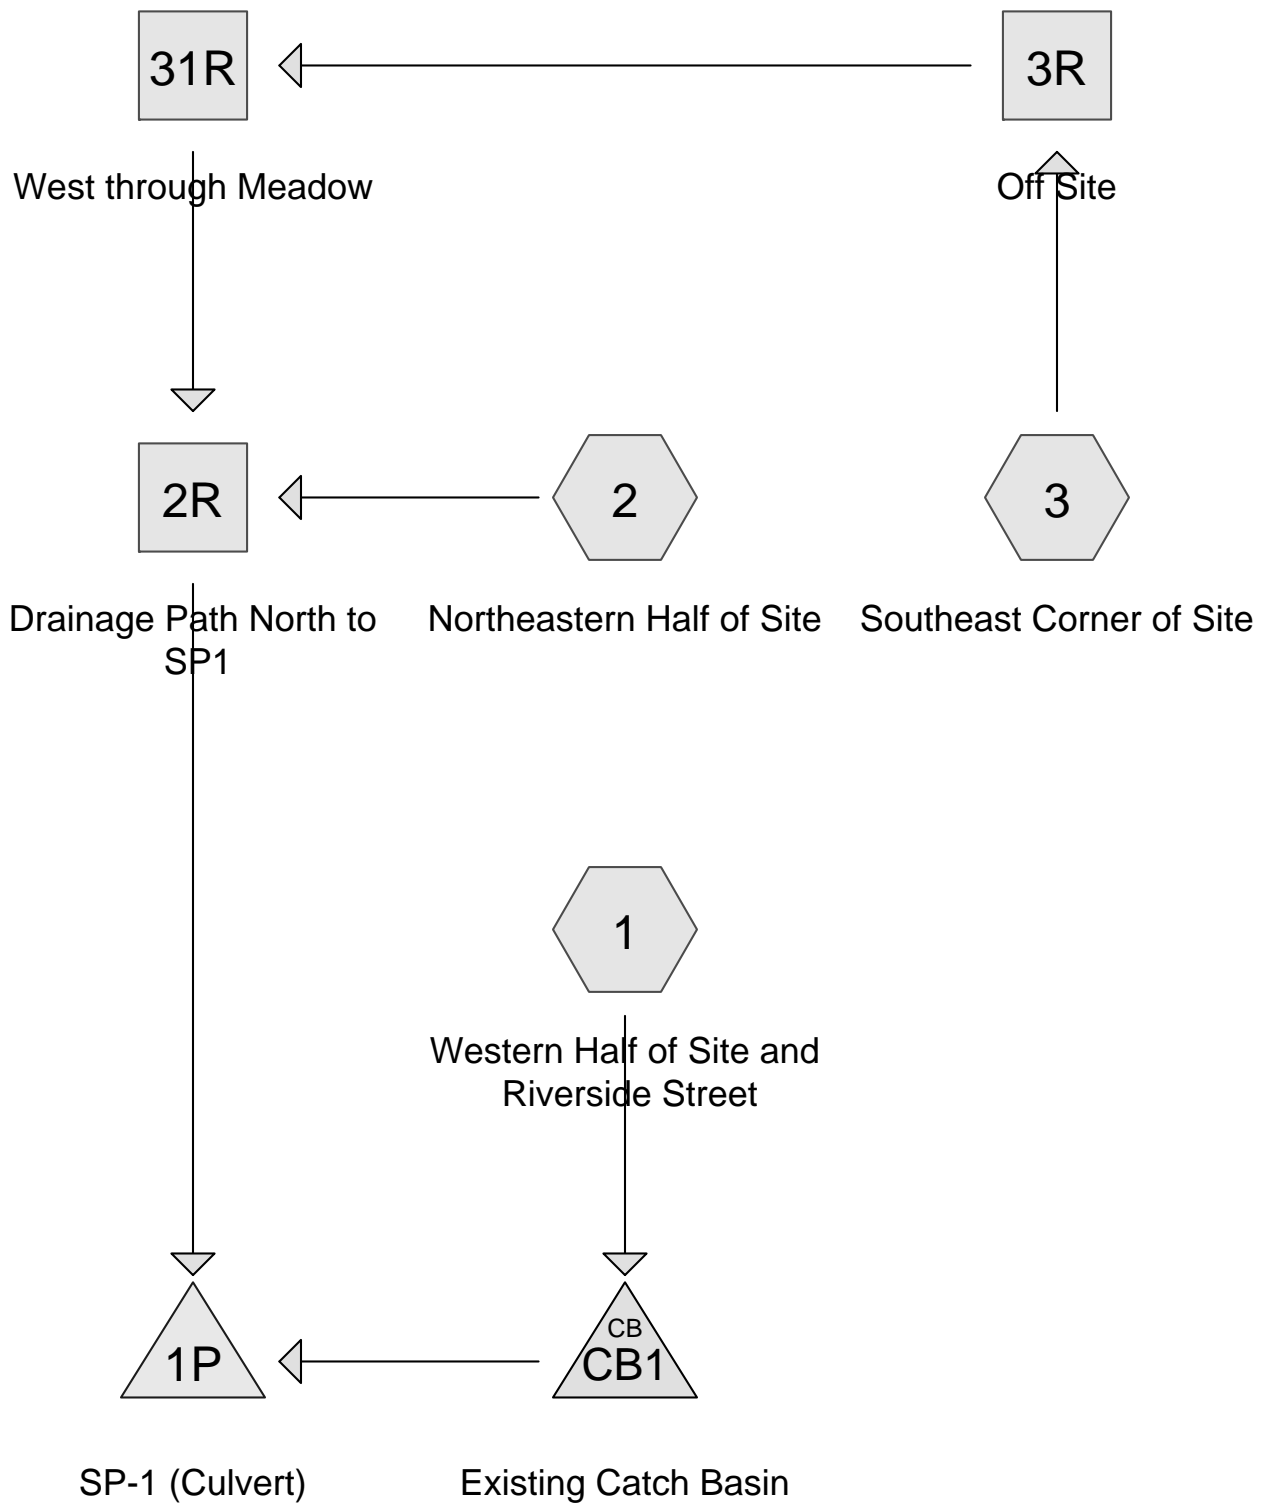 31R
3R
West through Meadow
Off Site
2R
2
3
Drainage Path North to
SP1
Northeastern Half of Site
Southeast Corner of Site
1
Western Half of Site and
Riverside Street
1P
CB
CB1
SP-1 (Culvert)
Existing Catch Basin